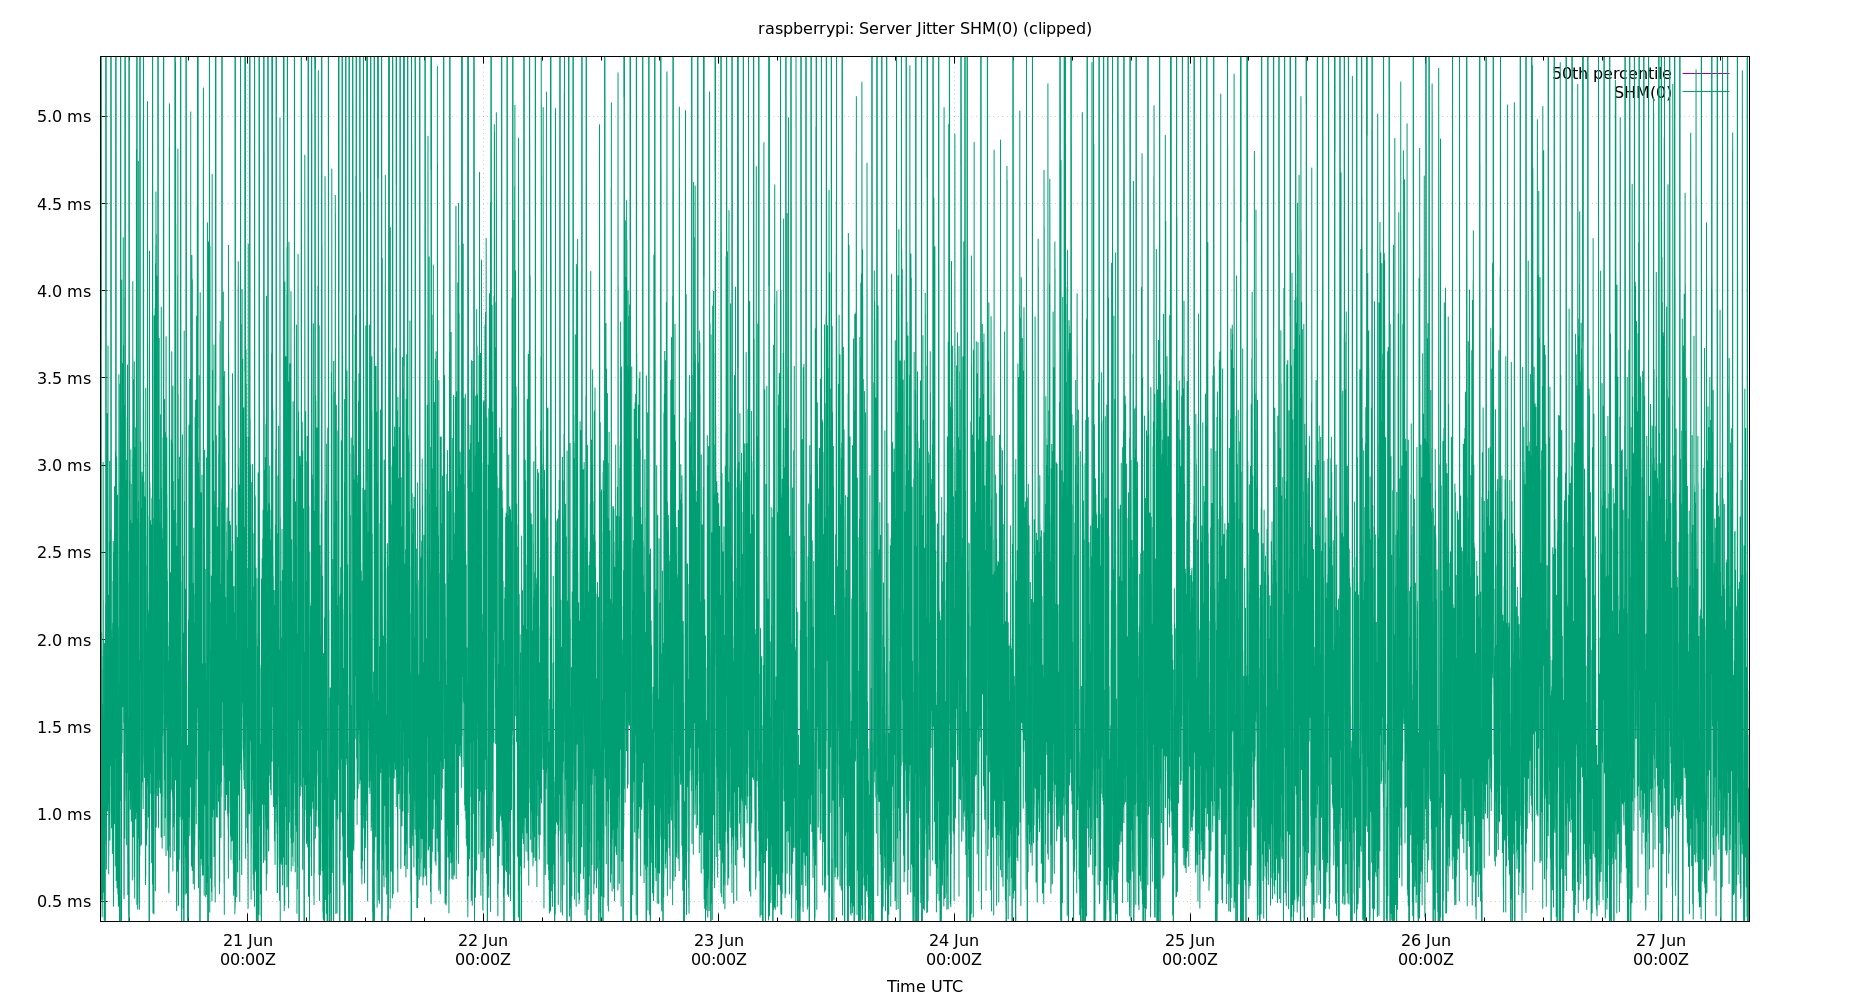 raspberrypi: Server Jitter SHM(0) (clipped)
50th percentile
SHM(0)
5.0 ms
4.5 ms
4.0 ms
3.5 ms
3.0 ms
2.5 ms
2.0 ms
1.5 ms
1.0 ms
0.5 ms
21 Jun 22 Jun 23 Jun 24 Jun 25 Jun 26 Jun 27 Jun
00:00Z 00:00Z 00:00Z 00:00Z 00:00Z 00:00Z 00:00Z
Time UTC